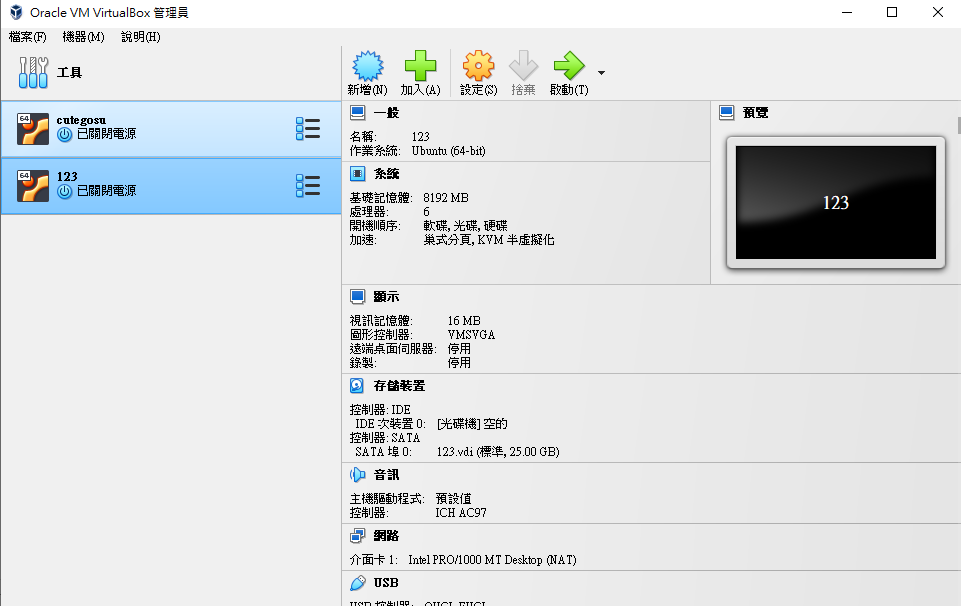 Oracle VM VirtualBox 管理員
檔案(F) 機器(M) 說明(H)
工具
新增(N) 加入(A) 設定(S) 捨棄 啟動(T)
64
cutegosu
已關閉電源
64
123
已關閉電源
一般
名稱: 123
作業系統: Ubuntu (64-bit)
系統
基礎記憶體: 8192 MB
處理器: 6
開機順序: 軟碟, 光碟, 硬碟
加速: 巢式分頁, KVM 半虛擬化
預覽
123
顯示
視訊記憶體: 16 MB
圖形控制器: VMSVGA
遠端桌面伺服器: 停用
錄製: 停用
存儲裝置
控制器: IDE
IDE 次裝置 0: [光碟機] 空的
控制器: SATA
SATA 埠 0: 123.vdi (標準, 25.00 GB)
音訊
主機驅動程式: 預設值
控制器: ICH AC97
網路
介面卡 1: Intel PRO/1000 MT Desktop (NAT)
USB
USB 控制器: OHCI, EHCI